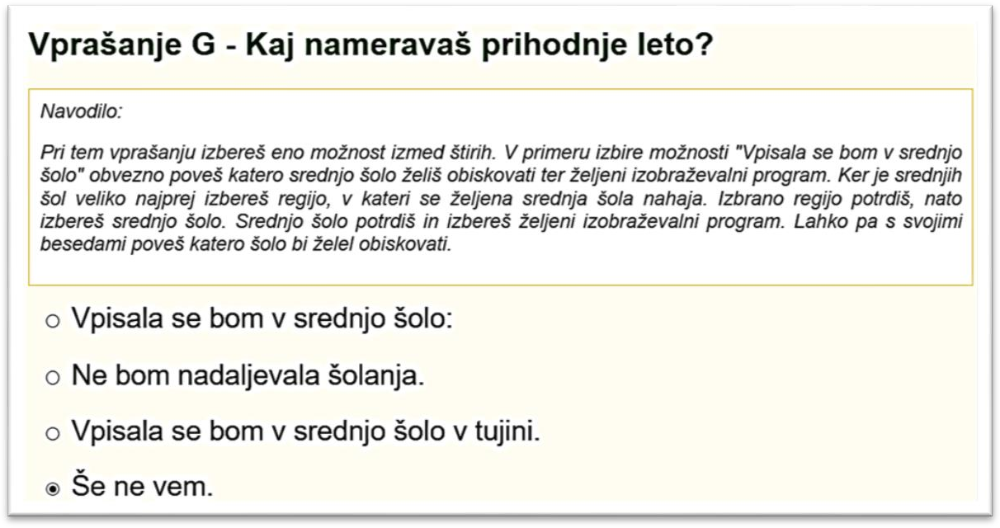 Vprašanje G - Kaj nameravaš prihodnje leto?
Navodilo:
Pri tem vprašanju izbereš eno možnost izmed štirih. V primeru izbire možnosti "Vpisala se bom v srednjo
šolo" obvezno poveš katero srednjo šolo želiš obiskovati ter željeni izobraževalni program. Ker je srednjih
šol veliko najprej izbereš regijo, v kateri se željena srednja šola nahaja. Izbrano regijo potrdiš, nato
izbereš srednjo šolo. Srednjo šolo potrdiš in izbereš željeni izobraževalni program. Lahko pa s svojimi
besedami poveš katero šolo bi želel obiskovati.
Vpisala se bom v srednjo šolo:
Ne bom nadaljevala šolanja.
Vpisala se bom v srednjo šolo v tujini.
Še ne vem.